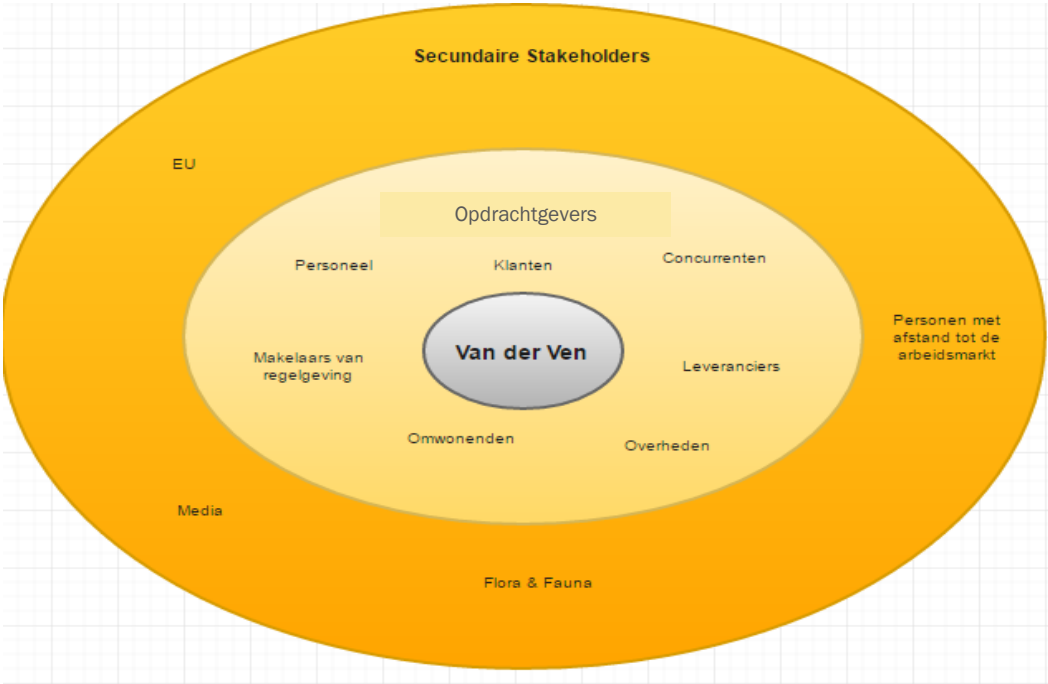 Secundaire Stakeholders
EU
Opdrachtgevers
Personeel
Klanten
Concurrenten
Personen met
afstand tot de
arbeidsmarkt
Van der Ven
Makelaars van
regelgeving
Leveranciers
Omwonenden
Overheden
Media
Flora & Fauna